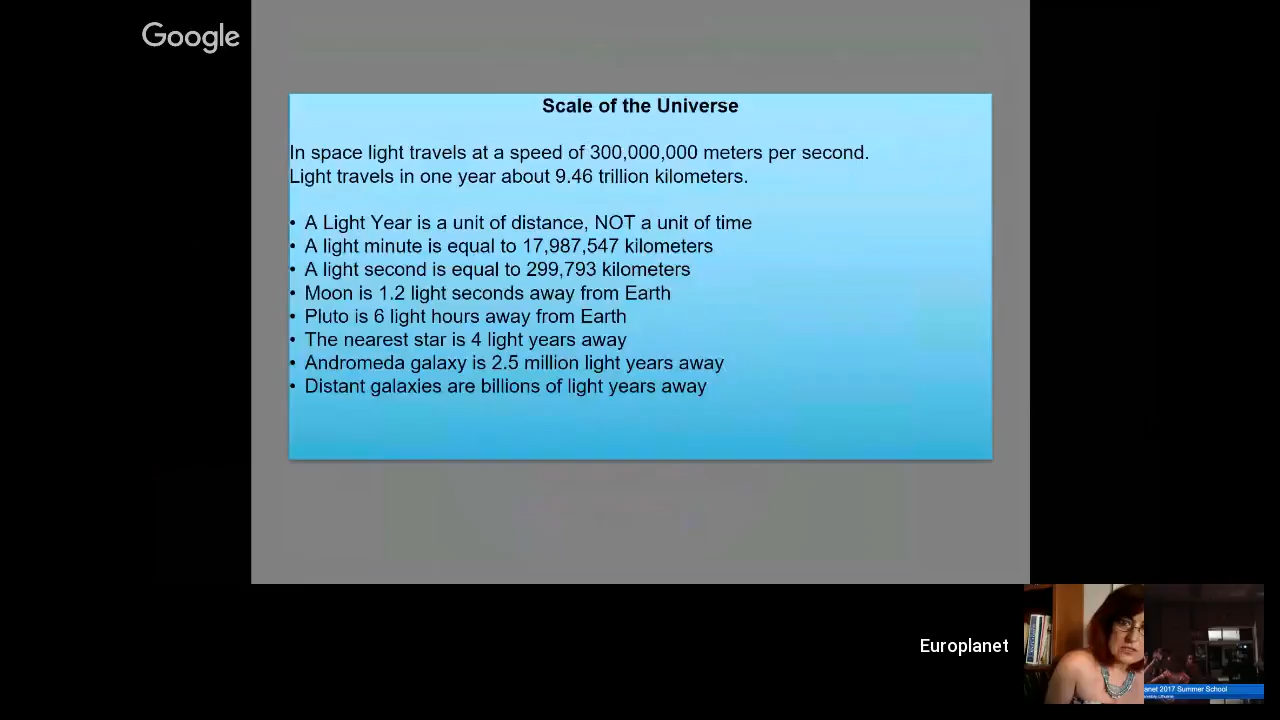 Google
Scale of the Universe
In space light travels at a speed of 300,000,000 meters per second.
Light travels in one year about 9.46 trillion kilometers.
• A Light Year is a unit of distance, NOT a unit of time
• A light minute is equal to 17,987,547 kilometers
• A light second is equal to 299,793 kilometers
• Moon is 1.2 light seconds away from Earth
• Pluto is 6 light hours away from Earth
• The nearest star is 4 light years away
• Andromeda galaxy is 2.5 million light years away
• Distant galaxies are billions of light years away
Europlanet
anet 2017 Summer School